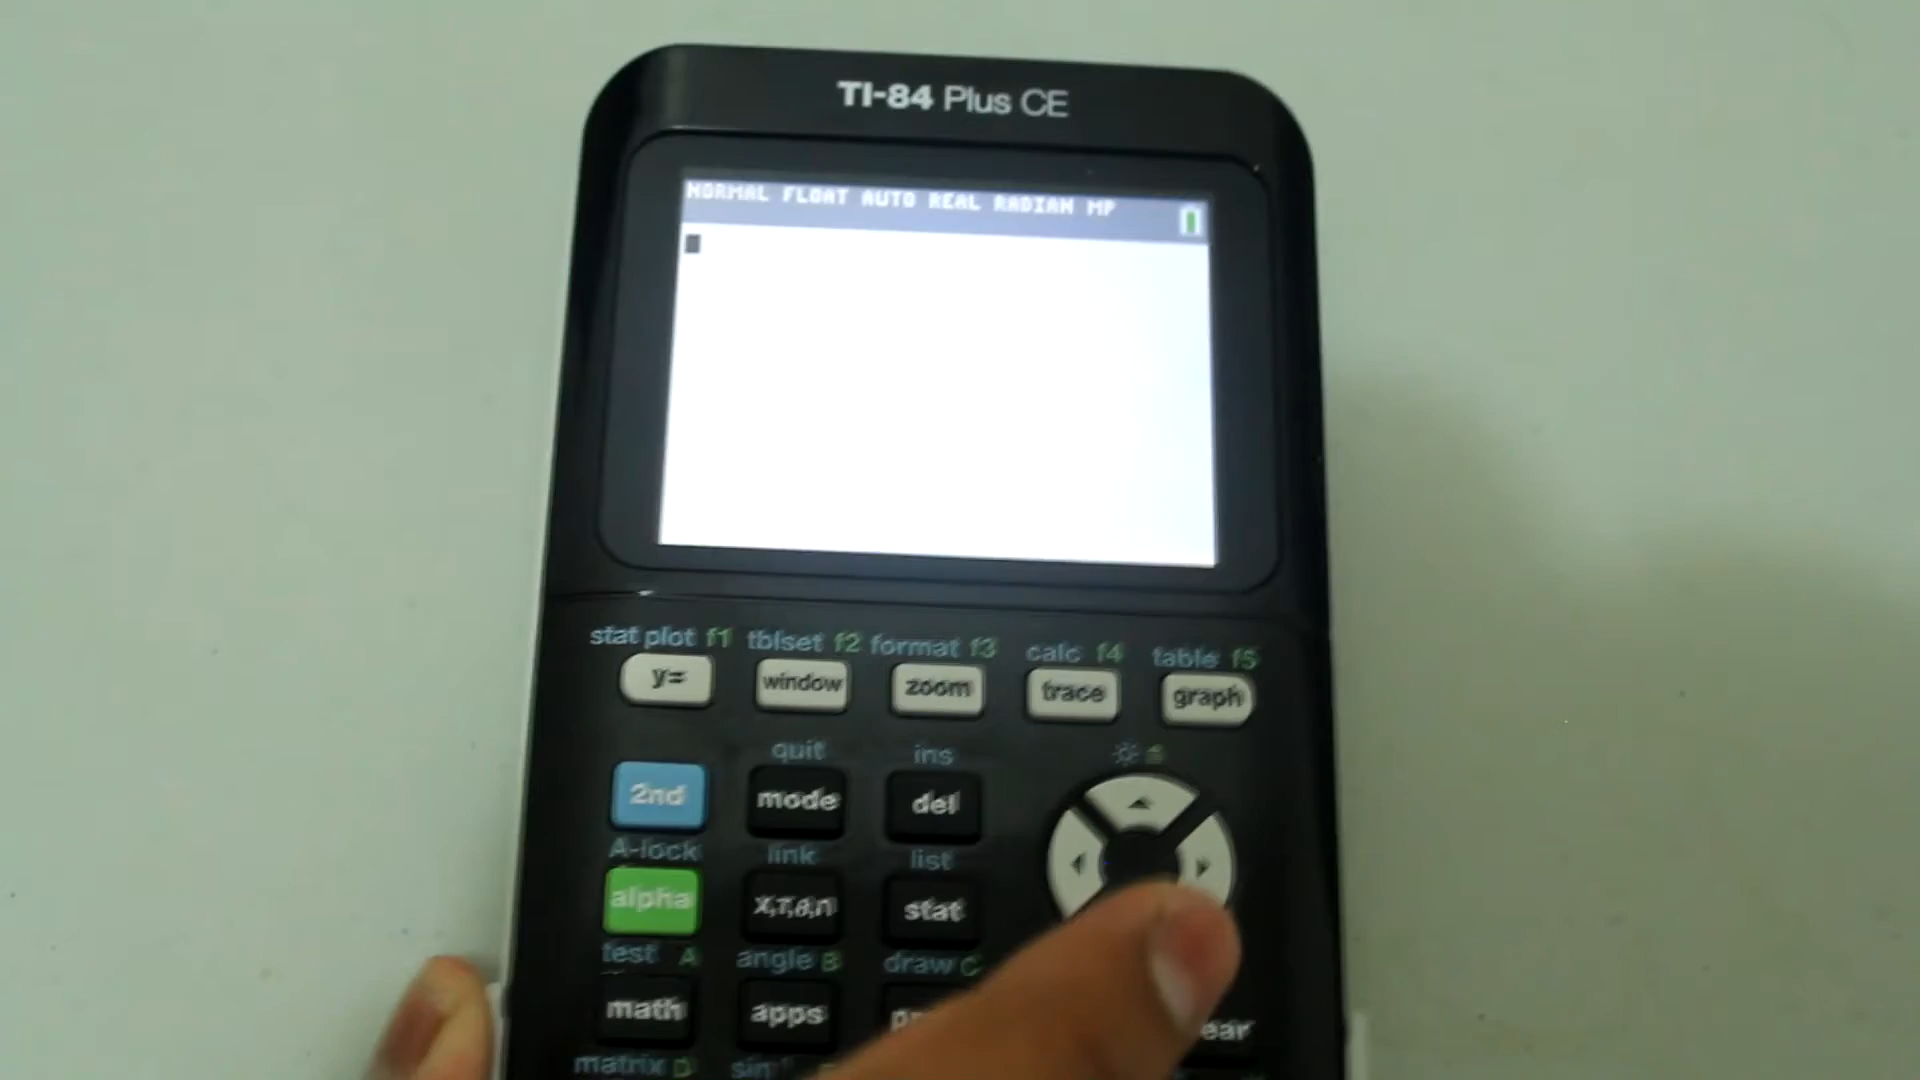 TI-84 Plus CE
NORMAL FLOAT AUTO REAL RADIAN MP
stat plot f1 tblset f2 format f3 calc f4 table f5
y= window zoom trace graph
quit ins
2nd mode del
A-lock link list
alpha X,T,θ,n stat
test A angle B draw C
math apps
matrix D